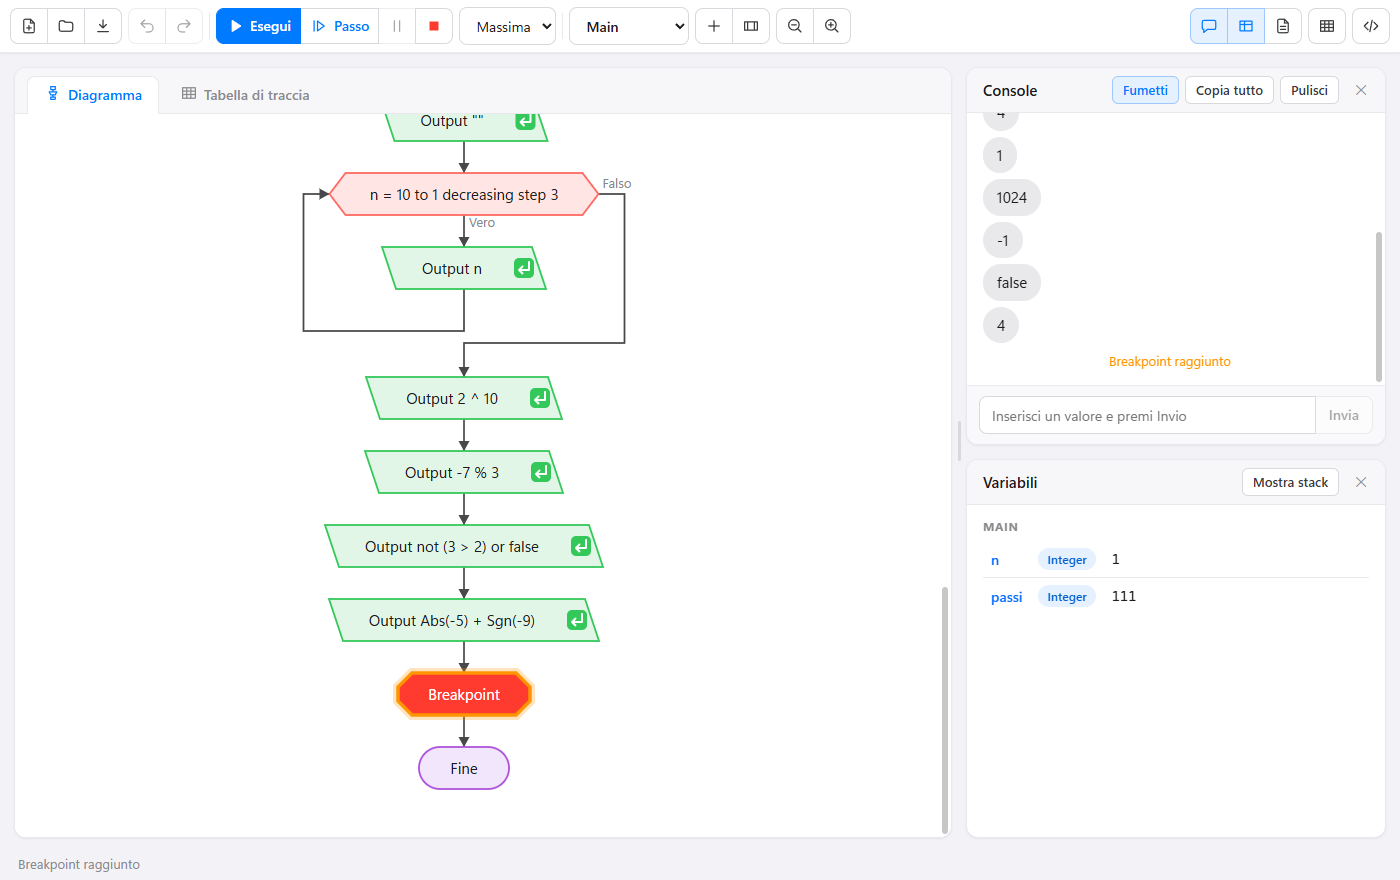 Esegui
Passo
Massima
Main
Diagramma
Tabella di traccia
Output ""
n = 10 to 1 decreasing step 3
Falso
Vero
Output n
Output 2 ^ 10
Output -7 % 3
Output not (3 > 2) or false
Output Abs(-5) + Sgn(-9)
Breakpoint
Fine
Console
Fumetti
Copia tutto
Pulisci
4
1
1024
-1
false
4
Breakpoint raggiunto
Inserisci un valore e premi Invio
Invia
Variabili
Mostra stack
MAIN
n Integer 1
passi Integer 111
Breakpoint raggiunto